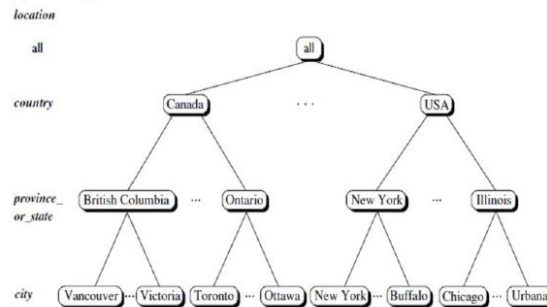 location
all all
country Canada ... USA
province_ British Columbia ... Ontario New York ... Illinois
or_state
city Vancouver ... Victoria Toronto ... Ottawa New York ... Buffalo Chicago ... Urbana